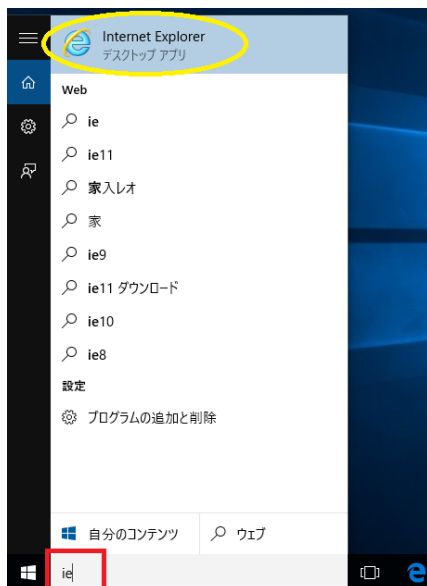 Internet Explorer
デスクトップ アプリ
Web
ie
ie11
家入レオ
家
ie9
ie11 ダウンロード
ie10
ie8
設定
プログラムの追加と削除
自分のコンテンツ
ウェブ
ie